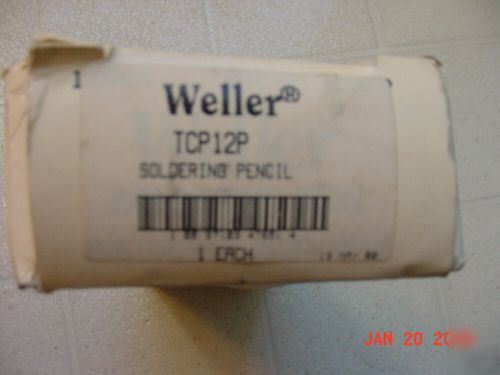 1
Weller®
TCP12P
SOLDERING PENCIL
1 EACH
JAN 20